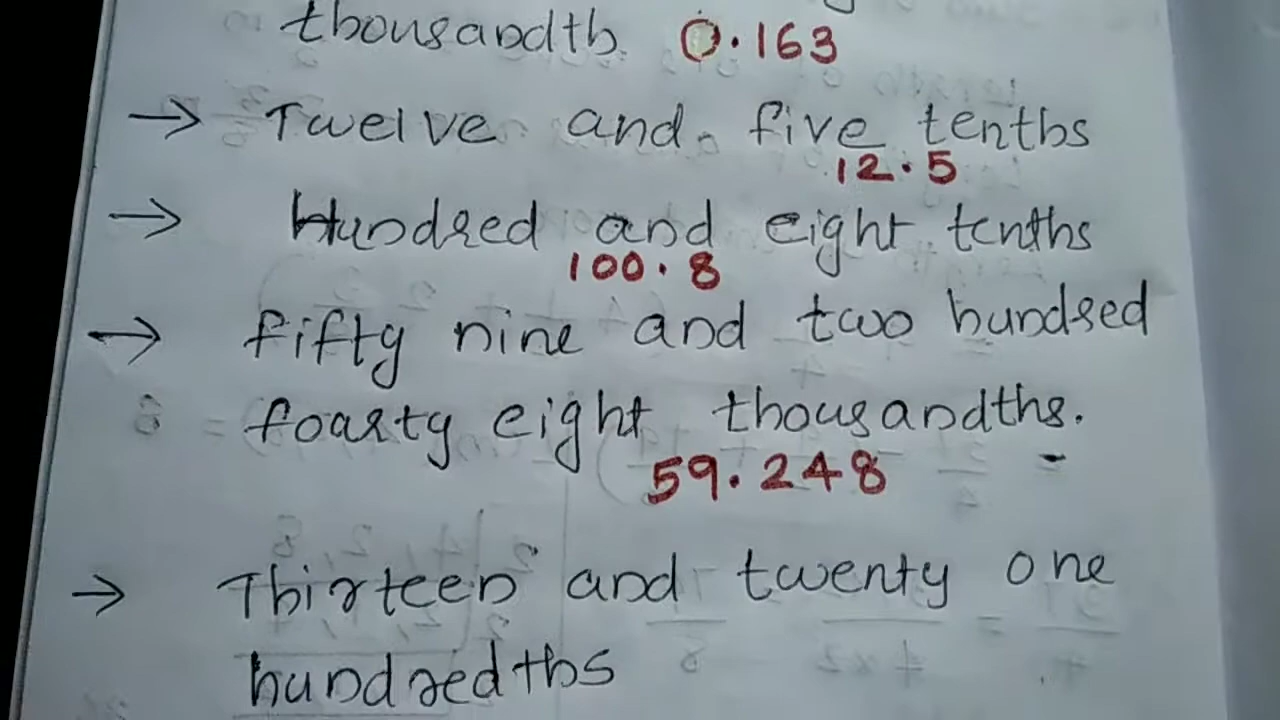 thousandth. 0.163
→ Twelve and five tenths
12.5
→ Hundred and eight tenths
100.8
→ fifty nine and two hundred
foarty eight thousandths.
59.248
→ Thirteen and twenty one
hundredths